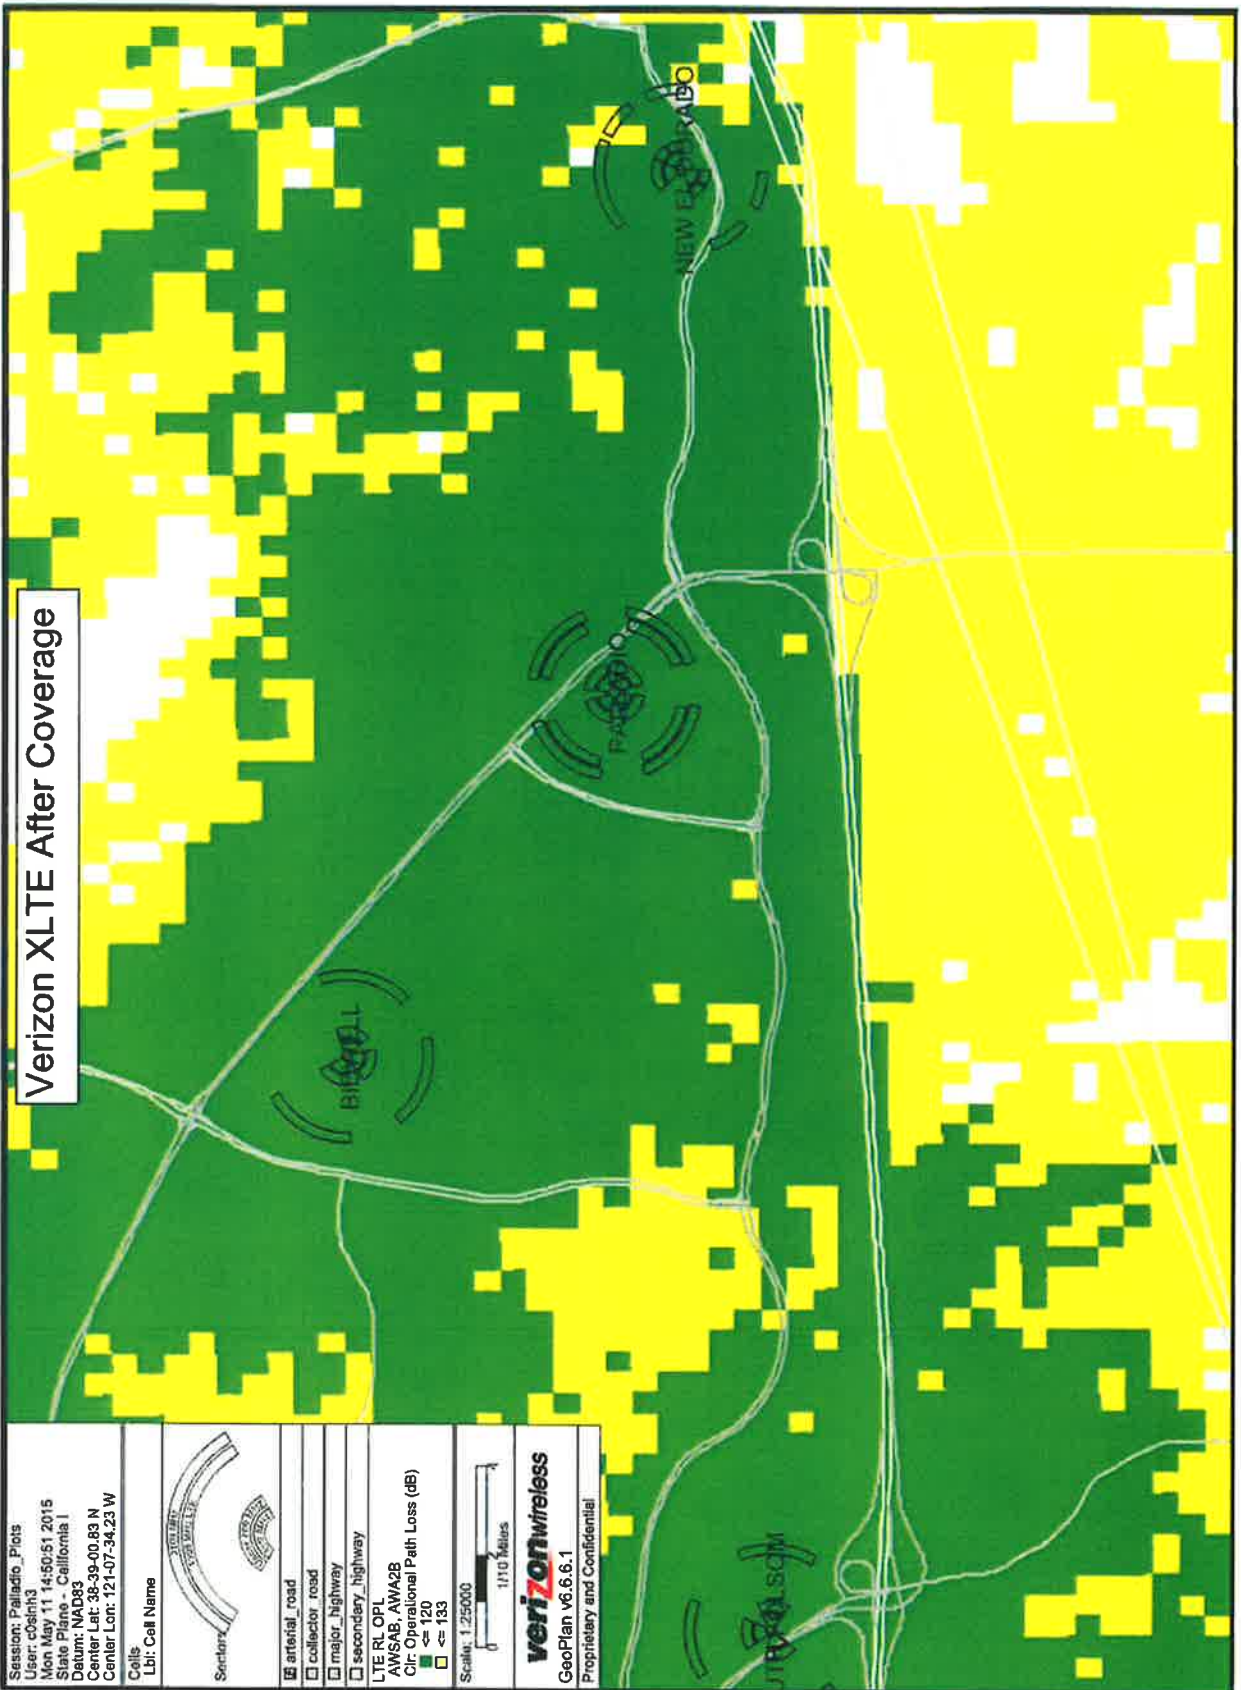 Verizon XLTE After Coverage
Session: Palladio_Plots
User: c0sinh3
Mon May 11 14:50:51 2015
State Plane - California I
Datum: NAD83
Center Lat: 38-39-00.83 N
Center Lon: 121-07-34.23 W
Cells
Lbl: Cell Name
Sectors
arterial_road
collector_road
major_highway
secondary_highway
LTE RL OPL
AWSAB, AWA2B
Clr: Operational Path Loss (dB)
<= 120
<= 133
Scale: 1:25000
0
1/10 Miles
verizonwireless
GeoPlan v6.6.6.1
Proprietary and Confidential
NEW EL DORADO